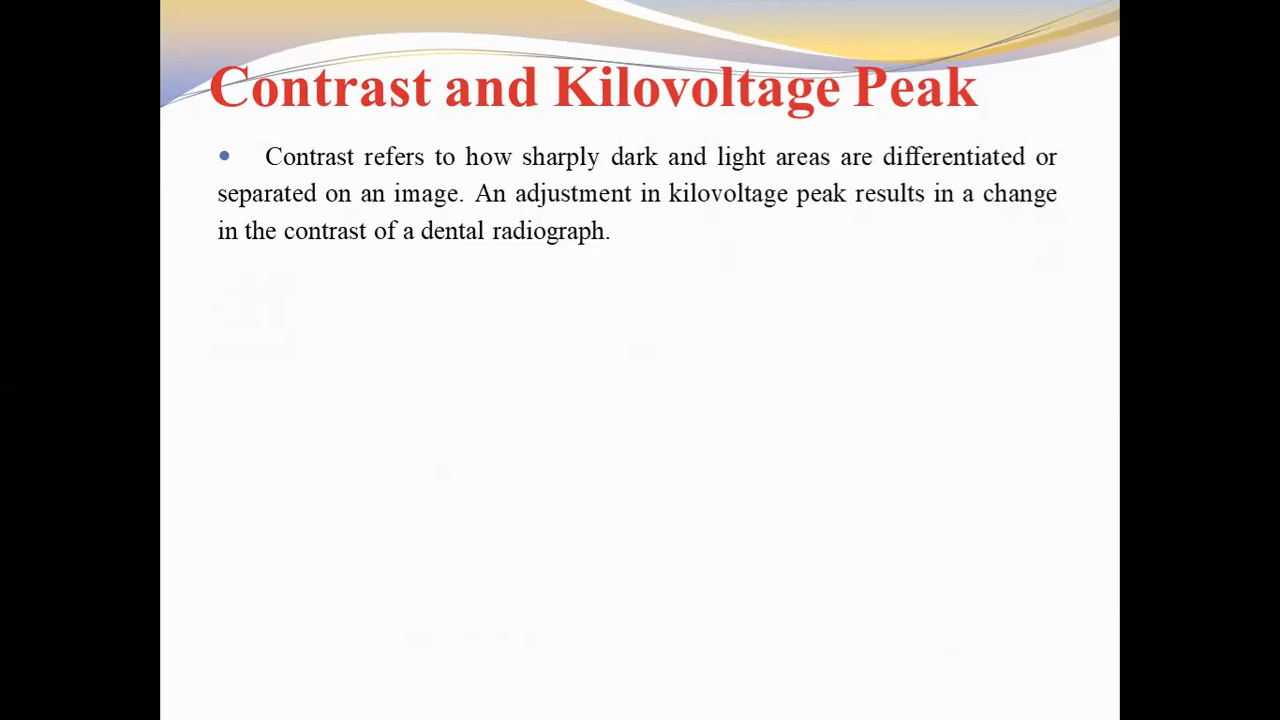 Contrast and Kilovoltage Peak
• Contrast refers to how sharply dark and light areas are differentiated or
separated on an image. An adjustment in kilovoltage peak results in a change
in the contrast of a dental radiograph.